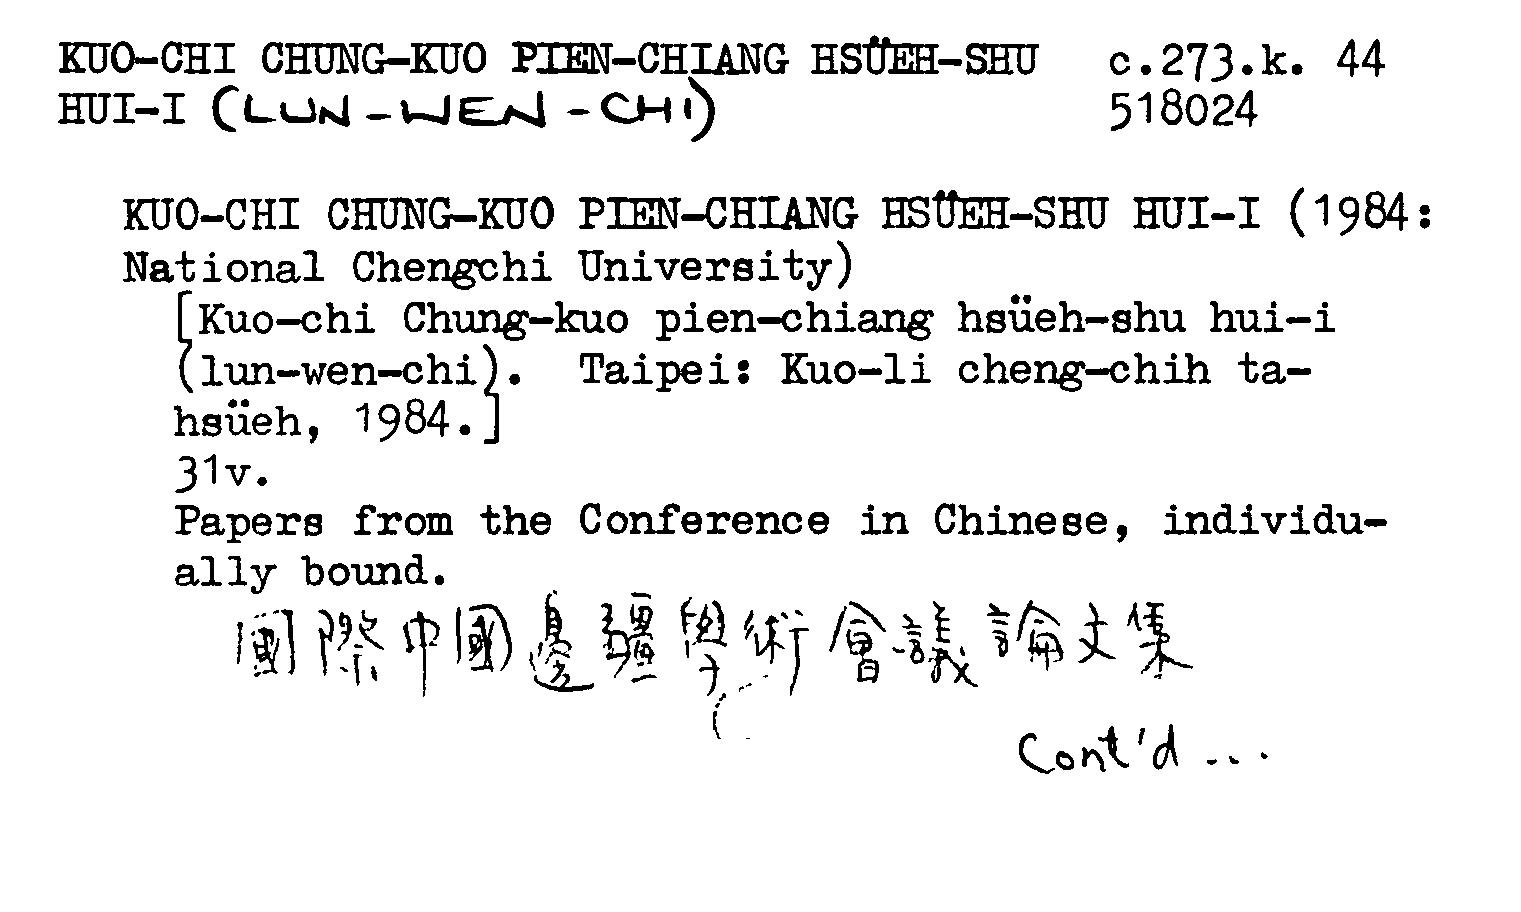 KUO-CHI CHUNG-KUO PIEN-CHIANG HSÜEH-SHU c.273.k. 44
HUI-I (LUN-WEN-CHI) 518024
KUO-CHI CHUNG-KUO PIEN-CHIANG HSÜEH-SHU HUI-I (1984:
National Chengchi University)
[Kuo-chi Chung-kuo pien-chiang hsüeh-shu hui-i
(lun-wen-chi). Taipei: Kuo-li cheng-chih ta-
hsüeh, 1984.]
31v.
Papers from the Conference in Chinese, individu-
ally bound.
國際中國邊疆學術會議論文集
Cont'd ...